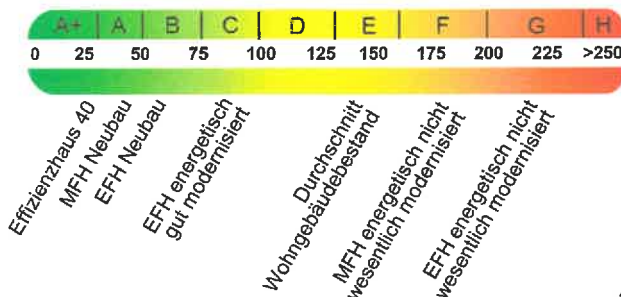 A+ A B C D E F G H
0 25 50 75 100 125 150 175 200 225 >250
Effizienzhaus 40
MFH Neubau
EFH Neubau
EFH energetisch
gut modernisiert
Durchschnitt
Wohngebäudebestand
MFH energetisch nicht
wesentlich modernisiert
EFH energetisch nicht
wesentlich modernisiert